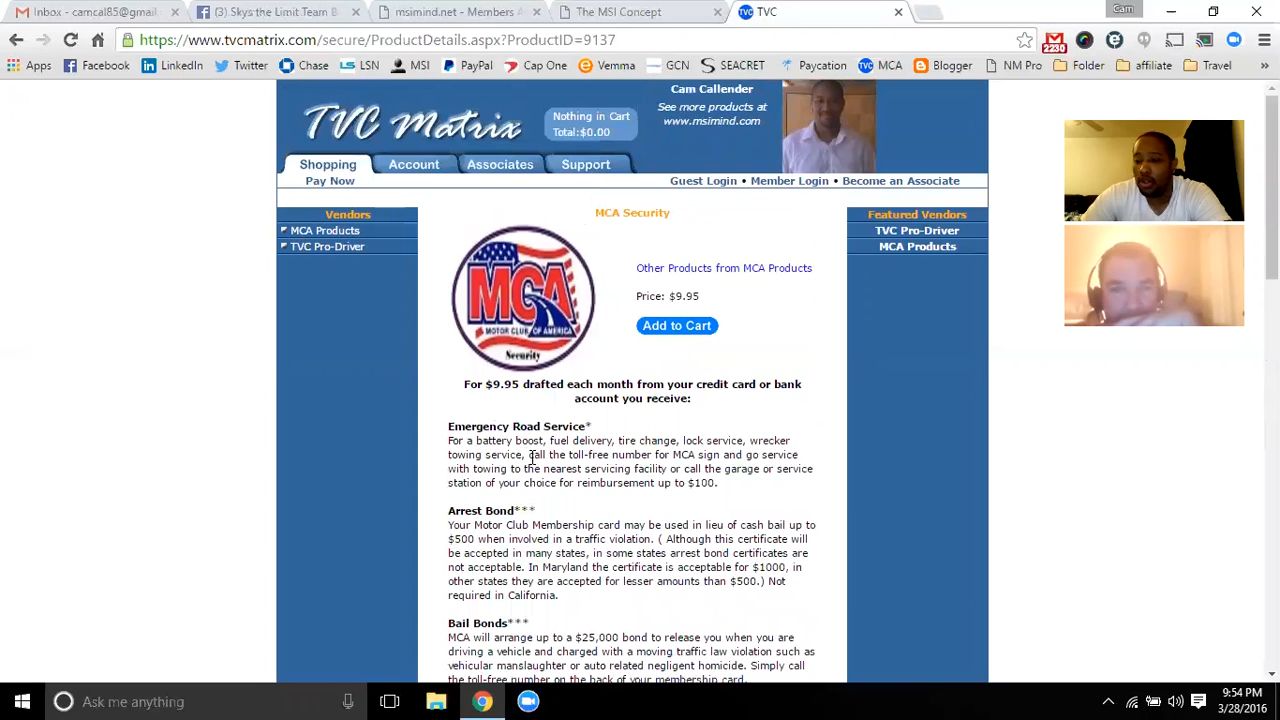 Inbox - camcal85@gmail
(3) Skys the Limit Team B
msimind.net - Members A
The MSI Concept
TVC
Cam
https://www.tvcmatrix.com/secure/ProductDetails.aspx?ProductID=9137
2230
Apps
Facebook
LinkedIn
Twitter
Chase
LSN
MSI
PayPal
Cap One
Vemma
GCN
SEACRET
Paycation
TVC MCA
Blogger
NM Pro
Folder
affiliate
Travel
TVC Matrix
Nothing in Cart
Total:$0.00
Cam Callender
See more products at
www.msimind.com
Shopping
Account
Associates
Support
Pay Now
Guest Login • Member Login • Become an Associate
Vendors
MCA Products
TVC Pro-Driver
MCA Security
Featured Vendors
TVC Pro-Driver
MCA Products
MCA
MOTOR CLUB OF AMERICA
Security
Other Products from MCA Products
Price: $9.95
Add to Cart
For $9.95 drafted each month from your credit card or bank
account you receive:
Emergency Road Service*
For a battery boost, fuel delivery, tire change, lock service, wrecker
towing service, call the toll-free number for MCA sign and go service
with towing to the nearest servicing facility or call the garage or service
station of your choice for reimbursement up to $100.
Arrest Bond***
Your Motor Club Membership card may be used in lieu of cash bail up to
$500 when involved in a traffic violation. ( Although this certificate will
be accepted in many states, in some states arrest bond certificates are
not acceptable. In Maryland the certificate is acceptable for $1000, in
other states they are accepted for lesser amounts than $500.) Not
required in California.
Bail Bonds***
MCA will arrange up to a $25,000 bond to release you when you are
driving a vehicle and charged with a moving traffic law violation such as
vehicular manslaughter or auto related negligent homicide. Simply call
the toll-free number on the back of your membership card.
Ask me anything
9:54 PM
3/28/2016